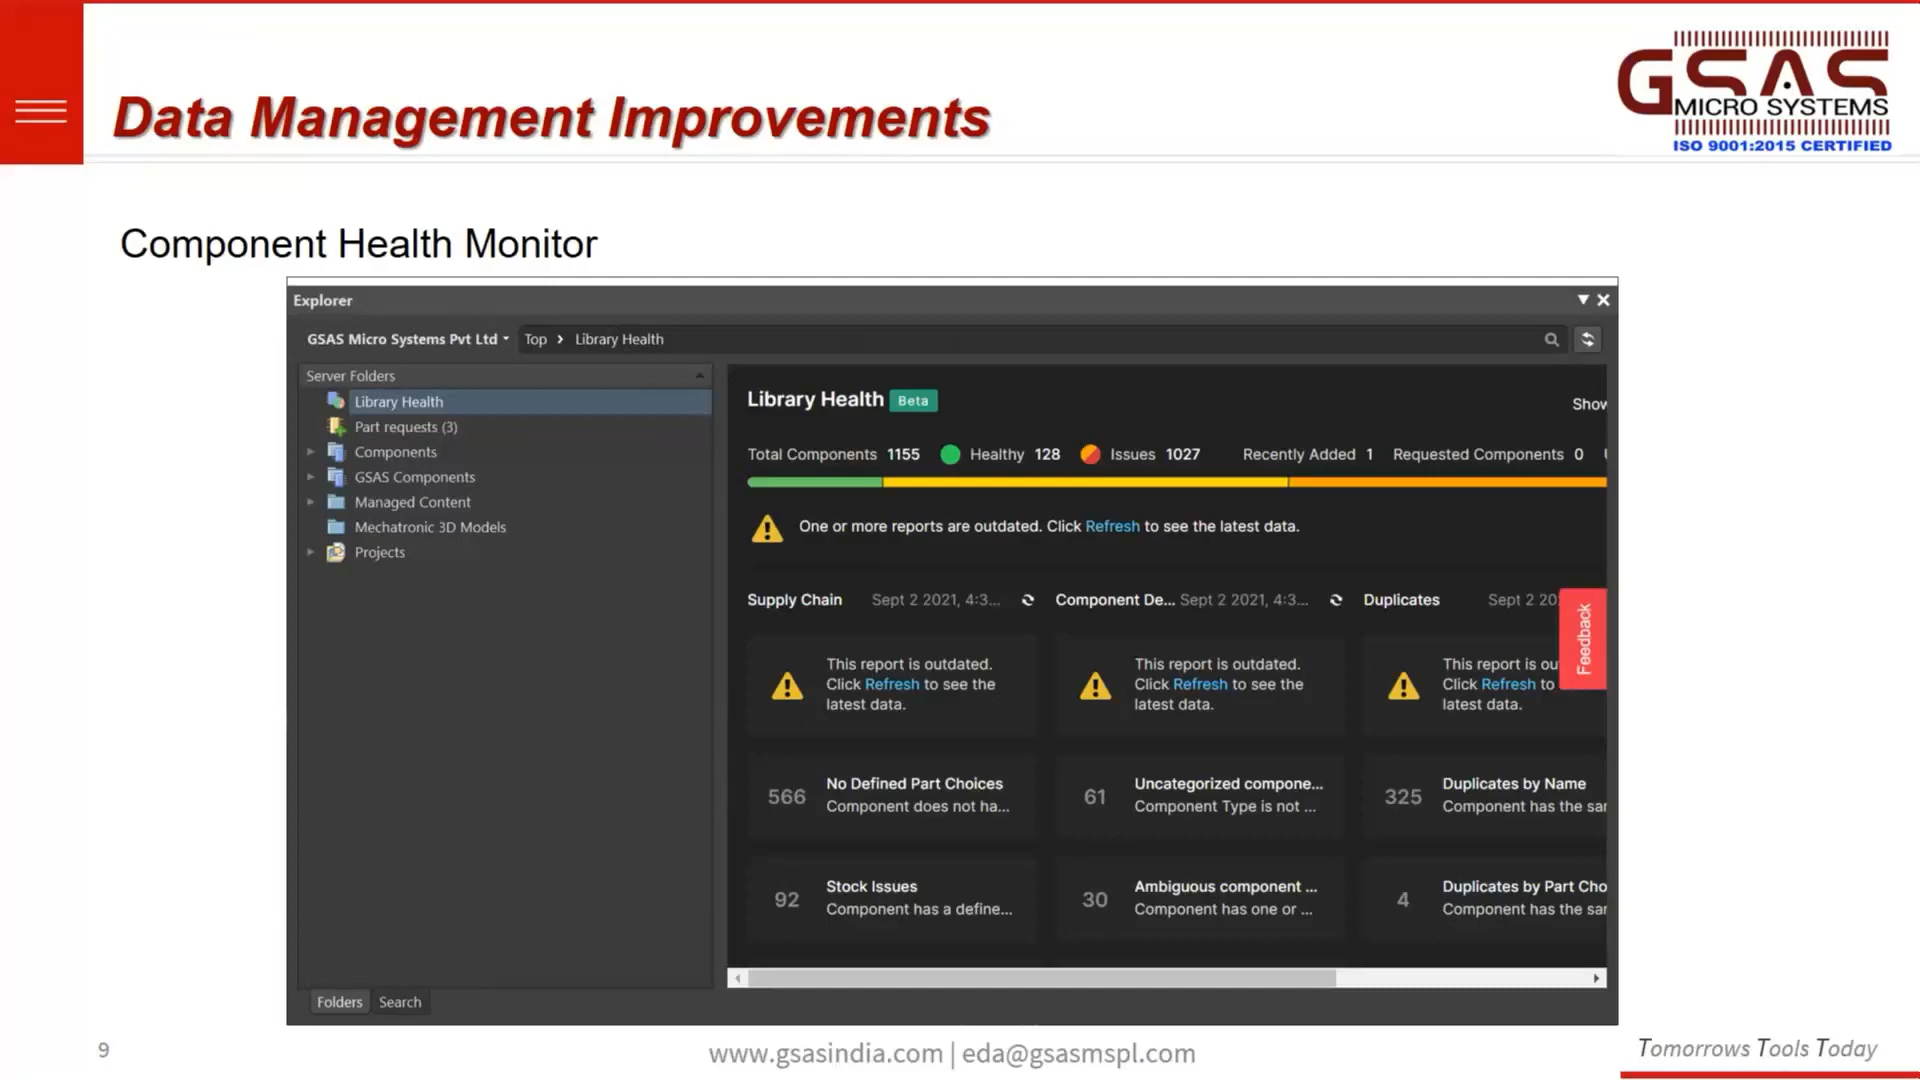 GSAS
MICRO SYSTEMS
ISO 9001:2015 CERTIFIED
Data Management Improvements
Component Health Monitor
Explorer
GSAS Micro Systems Pvt Ltd
Top › Library Health
Server Folders
Library Health
Part requests (3)
Components
GSAS Components
Managed Content
Mechatronic 3D Models
Projects
Folders Search
Library Health Beta
Show
Total Components 1155 Healthy 128 Issues 1027 Recently Added 1 Requested Components 0
One or more reports are outdated. Click Refresh to see the latest data.
Supply Chain Sept 2 2021, 4:3...
This report is outdated.
Click Refresh to see the
latest data.
566 No Defined Part Choices
Component does not ha...
92 Stock Issues
Component has a define...
Component De... Sept 2 2021, 4:3...
This report is outdated.
Click Refresh to see the
latest data.
61 Uncategorized compone...
Component Type is not ...
30 Ambiguous component ...
Component has one or ...
Duplicates Sept 2 20
This report is ou
Click Refresh to
latest data.
325 Duplicates by Name
Component has the sar
4 Duplicates by Part Cho
Component has the sar
Feedback
9
www.gsasindia.com | eda@gsasmspl.com
Tomorrows Tools Today